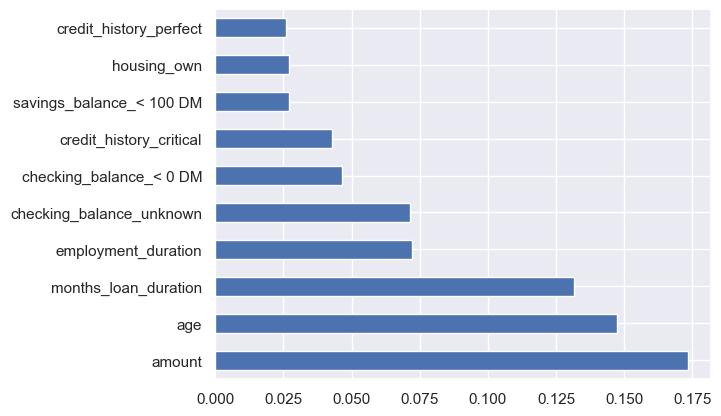 credit_history_perfect
housing_own
savings_balance_< 100 DM
credit_history_critical
checking_balance_< 0 DM
checking_balance_unknown
employment_duration
months_loan_duration
age
amount
0.000 0.025 0.050 0.075 0.100 0.125 0.150 0.175